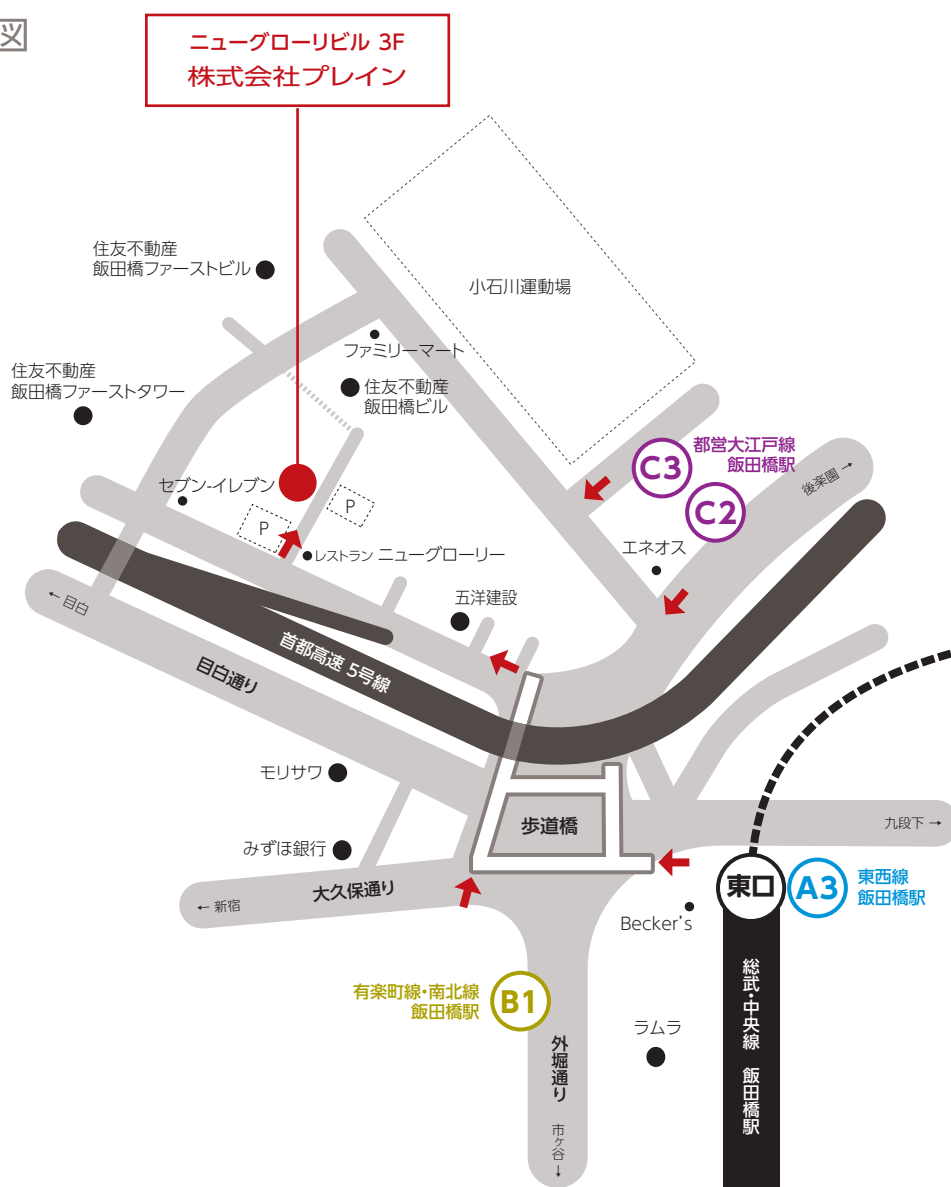 図
ニューグローリビル 3F
株式会社プレイン
住友不動産
飯田橋ファーストビル
小石川運動場
ファミリーマート
住友不動産
飯田橋ファーストタワー
住友不動産
飯田橋ビル
都営大江戸線
飯田橋駅
C3
C2
後楽園 →
セブン-イレブン
P
P
レストラン ニューグローリー
エネオス
← 目白
五洋建設
首都高速 5号線
目白通り
モリサワ
歩道橋
九段下 →
みずほ銀行
大久保通り
← 新宿
東口
A3
東西線
飯田橋駅
Becker's
有楽町線・南北線
飯田橋駅
B1
ラムラ
外堀通り
市ヶ谷 →
総武・中央線 飯田橋駅